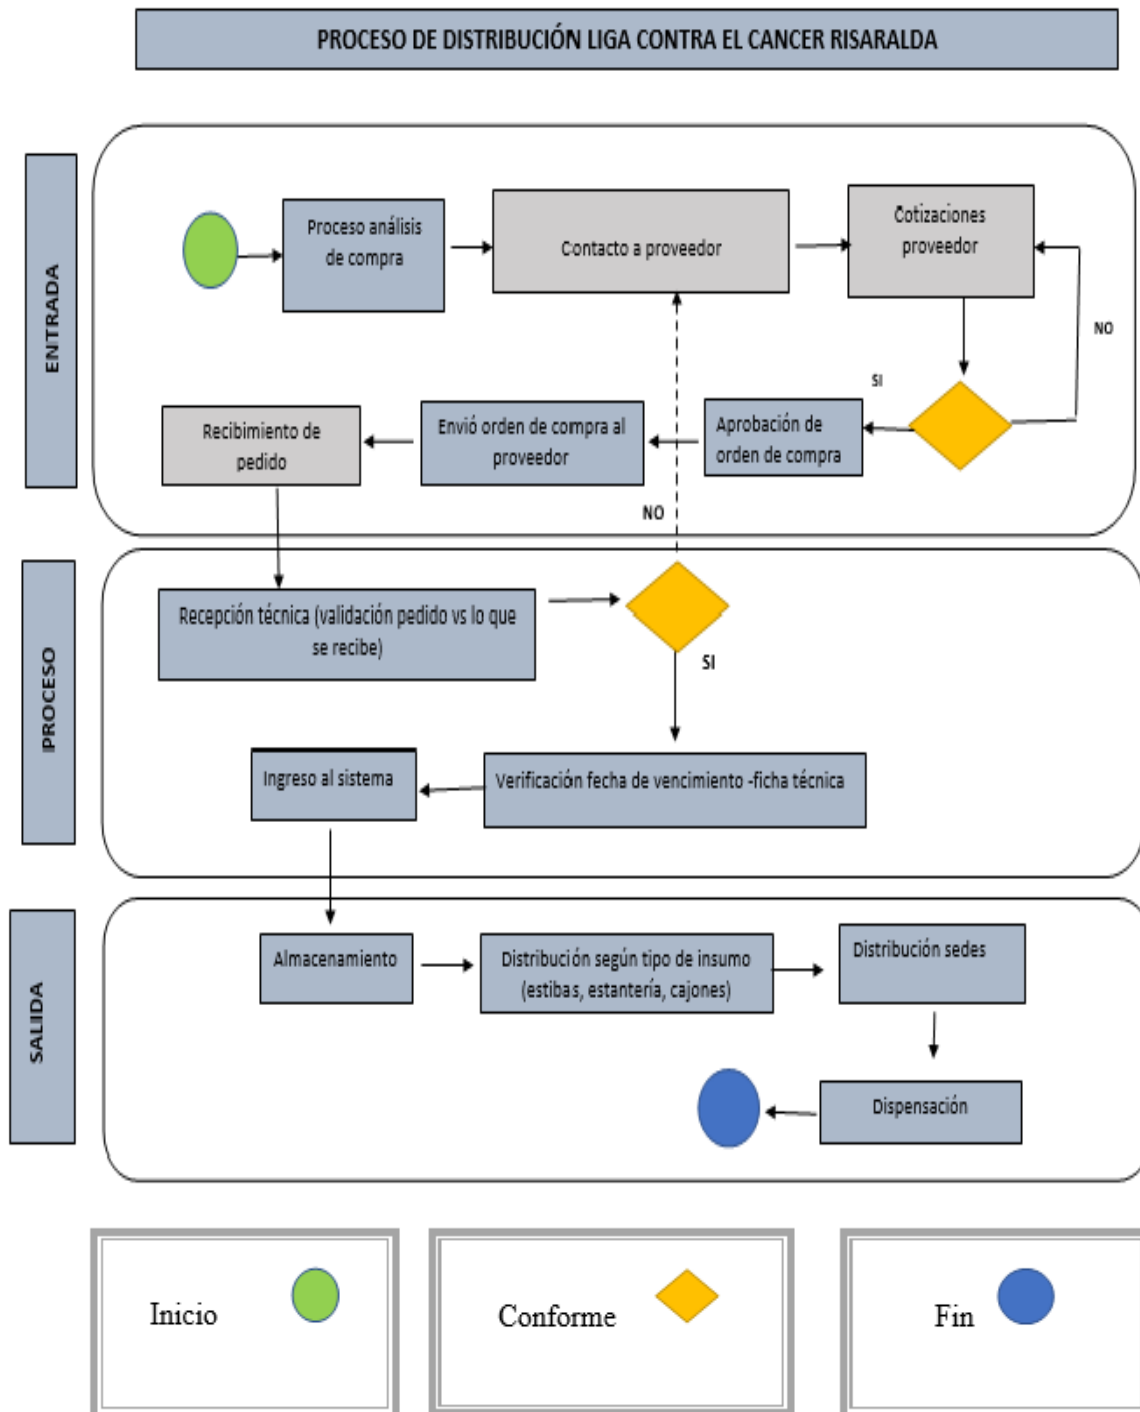 PROCESO DE DISTRIBUCIÓN LIGA CONTRA EL CANCER RISARALDA
ENTRADA
Proceso análisis
de compra
Contacto a proveedor
Cotizaciones
proveedor
NO
SI
Recibimiento de
pedido
Envió orden de compra al
proveedor
Aprobación de
orden de compra
NO
PROCESO
Recepción técnica (validación pedido vs lo que
se recibe)
SI
Ingreso al sistema
Verificación fecha de vencimiento -ficha técnica
SALIDA
Almacenamiento
Distribución según tipo de insumo
(estibas, estantería, cajones)
Distribución sedes
Dispensación
Inicio
Conforme
Fin